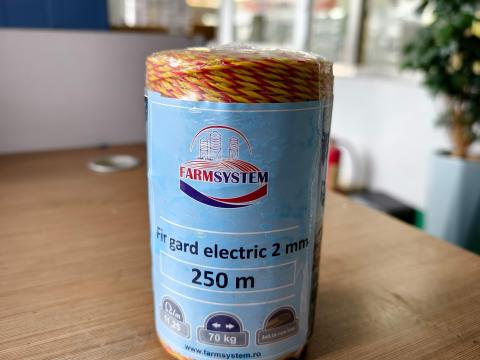 FARMSYSTEM
Fir gard electric 2 mm
250 m
Ω/m
70 kg
www.farmsystem.ro